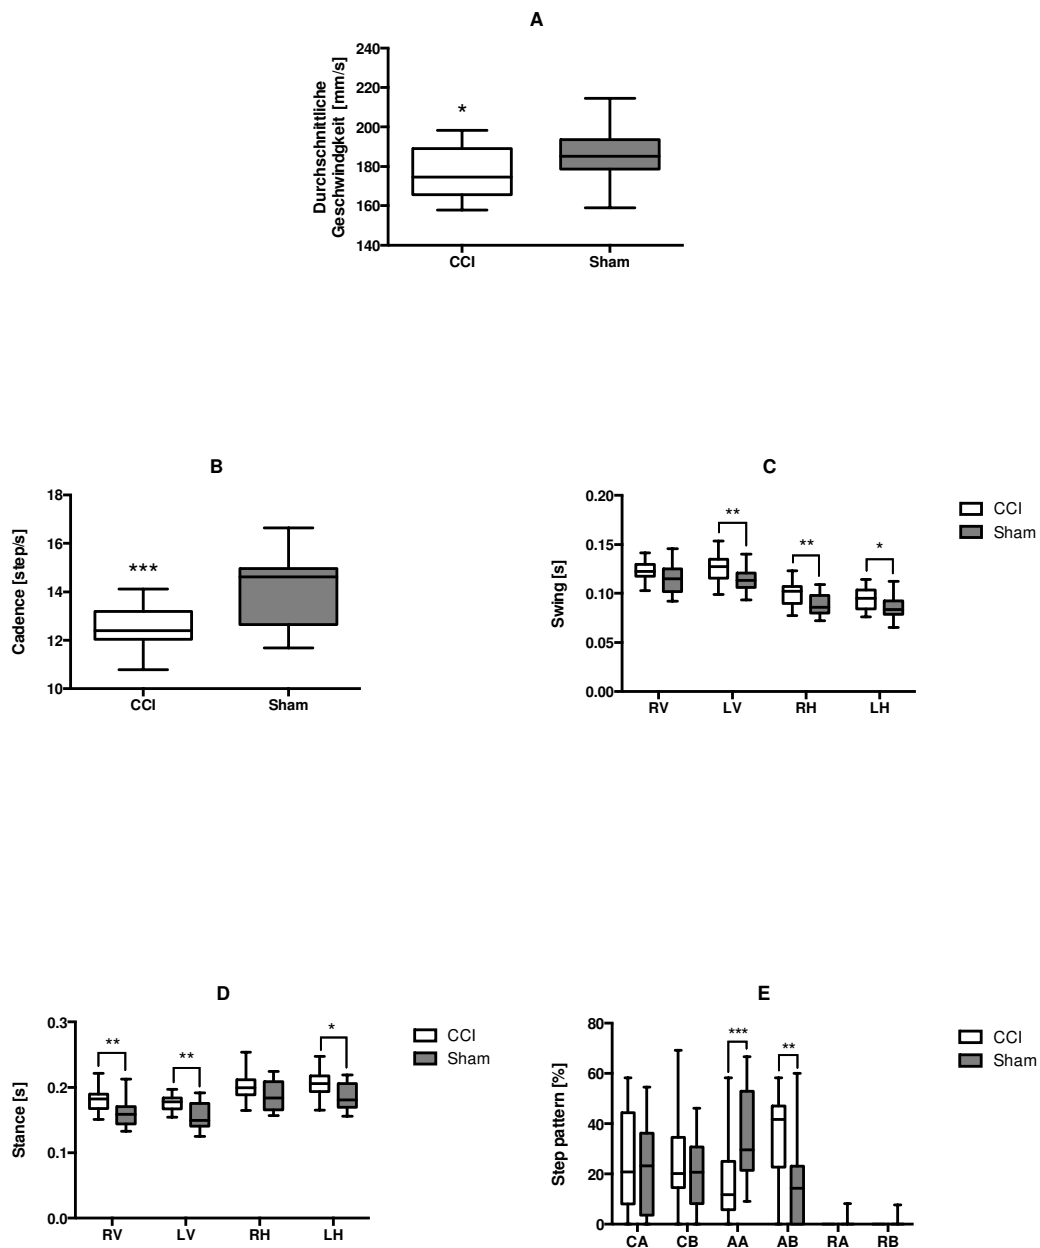 A
Durchschnittliche
Geschwindgkeit [mm/s]
240
220
200
180
160
140
*
CCI
Sham
B
Cadence [step/s]
18
16
14
12
10
***
CCI
Sham
C
Swing [s]
0.20
0.15
0.10
0.05
0.00
**
**
*
RV
LV
RH
LH
CCI
Sham
D
Stance [s]
0.3
0.2
0.1
0.0
**
**
*
RV
LV
RH
LH
CCI
Sham
E
Step pattern [%]
80
60
40
20
0
***
**
CA
CB
AA
AB
RA
RB
CCI
Sham